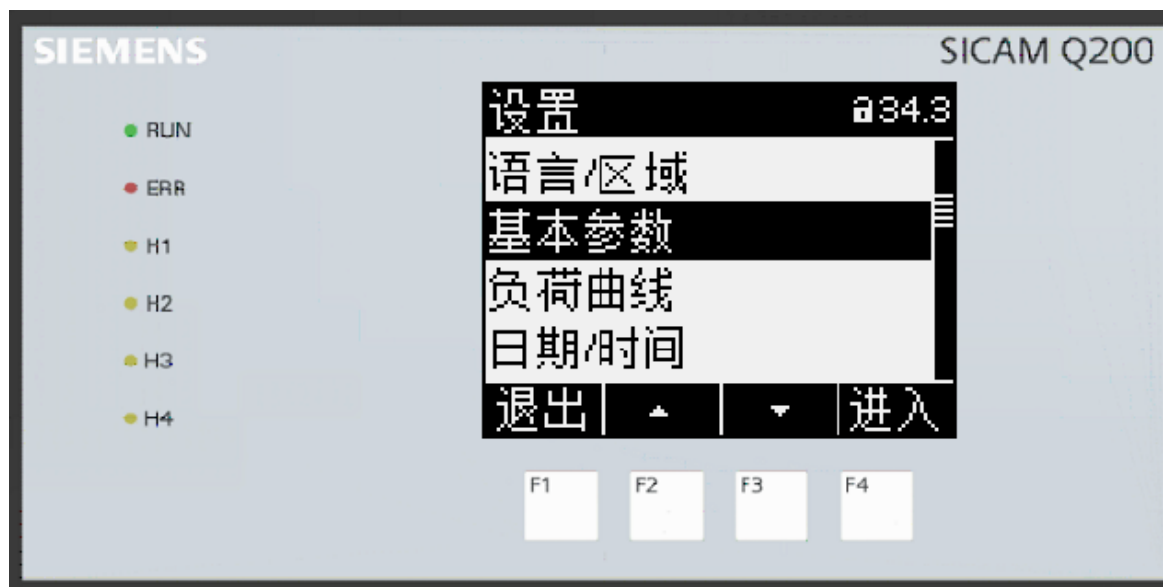 SIEMENS
SICAM Q200
RUN
ERR
H1
H2
H3
H4
设置 34.3
语言/区域
基本参数
负荷曲线
日期/时间
退出 ▲ ▼ 进入
F1 F2 F3 F4